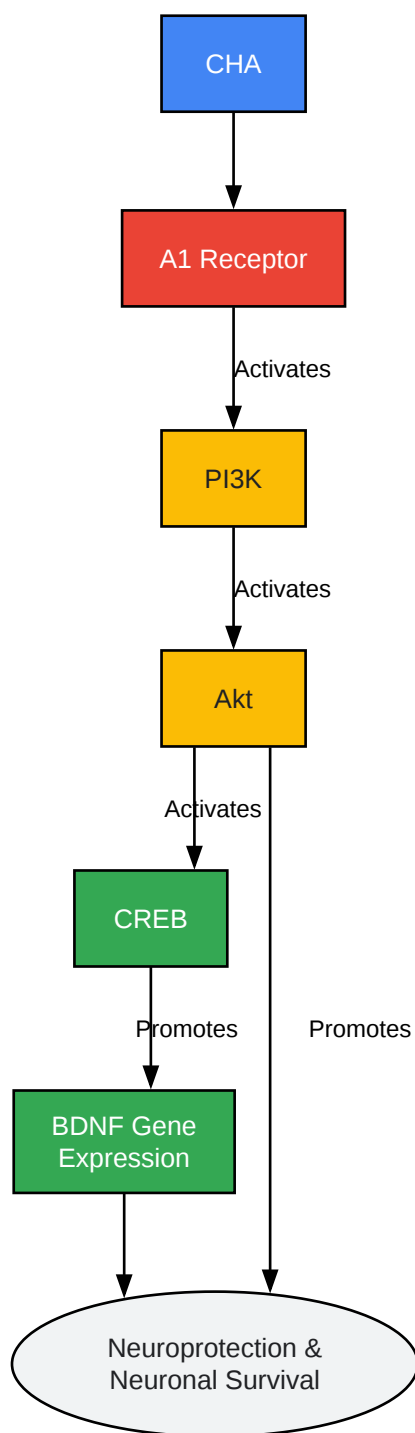 CHA
A1 Receptor
Activates
PI3K
Activates
Akt
Activates
CREB
Promotes
Promotes
BDNF Gene
Expression
Neuroprotection &
Neuronal Survival